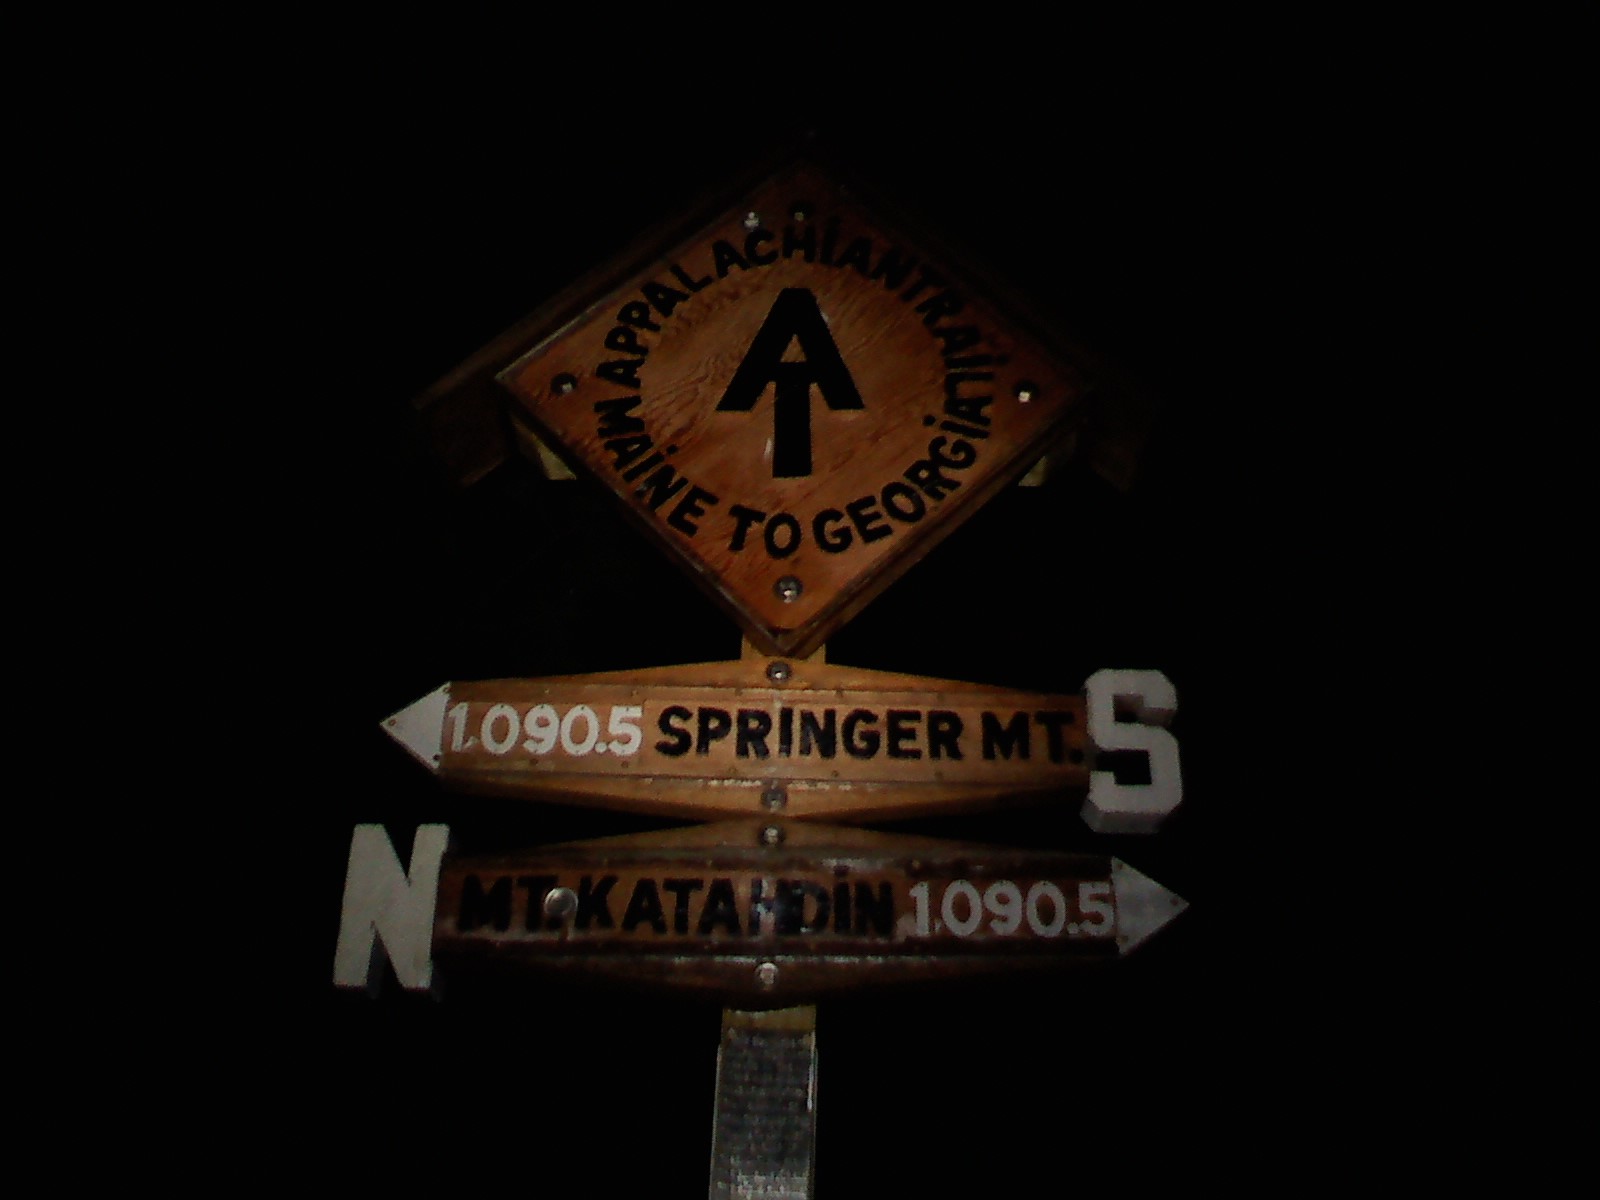 APPALACHIAN TRAIL
MAINE TO GEORGIA
1,090.5 SPRINGER MT. S
N MT. KATAHDIN 1,090.5